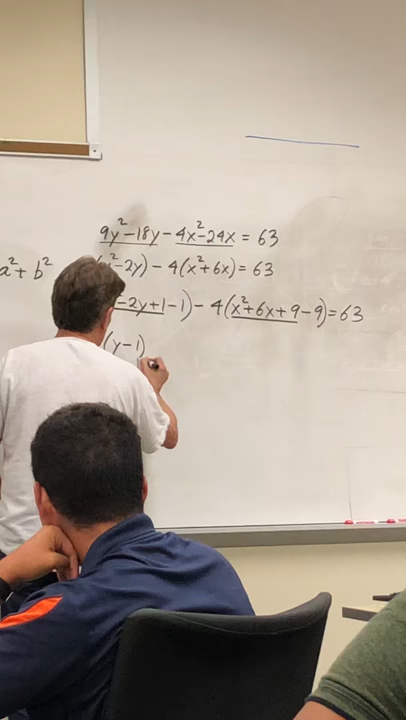 9y²-18y-4x²-24x = 63
a²+b²
²-2y) - 4(x²+6x) = 63
-2y+1-1) - 4(x²+6x+9-9)=63
(y-1)